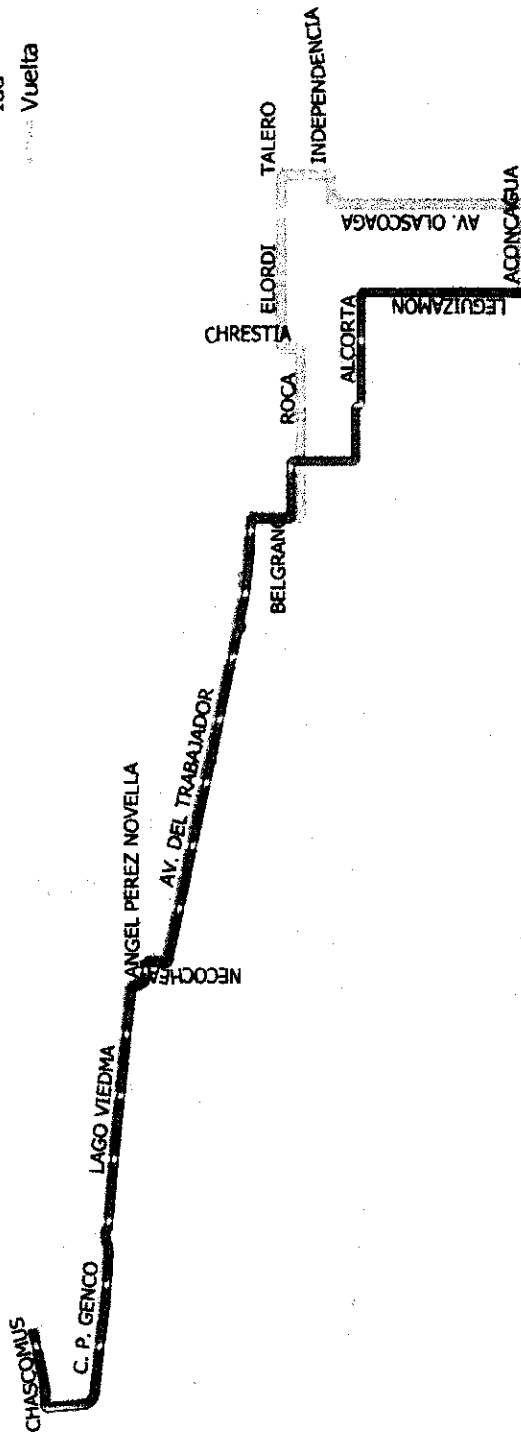 Vuelta
TALERO
INDEPENDENCIA
ELORDI
CHRESTIA
AV. OLASCOAGA
ACONCAGUA
ROCA
ALCORTA
LEGUIZAMON
BELGRANO
AV. DEL TRABAJADOR
ANGEL PEREZ NOVELLA
NECOCHEA
LAGO VIEDMA
C. P. GENCO
CHASCOMUS